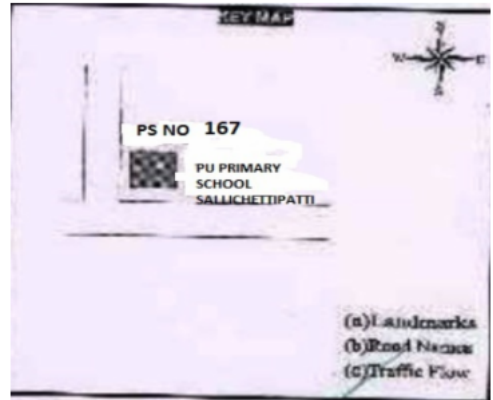 KEY MAP
N
W E
S
PS NO 167
PU PRIMARY
SCHOOL
SALLICHETTIPATTI
(a)Landmarks
(b)Road Names
(c)Traffic Flow